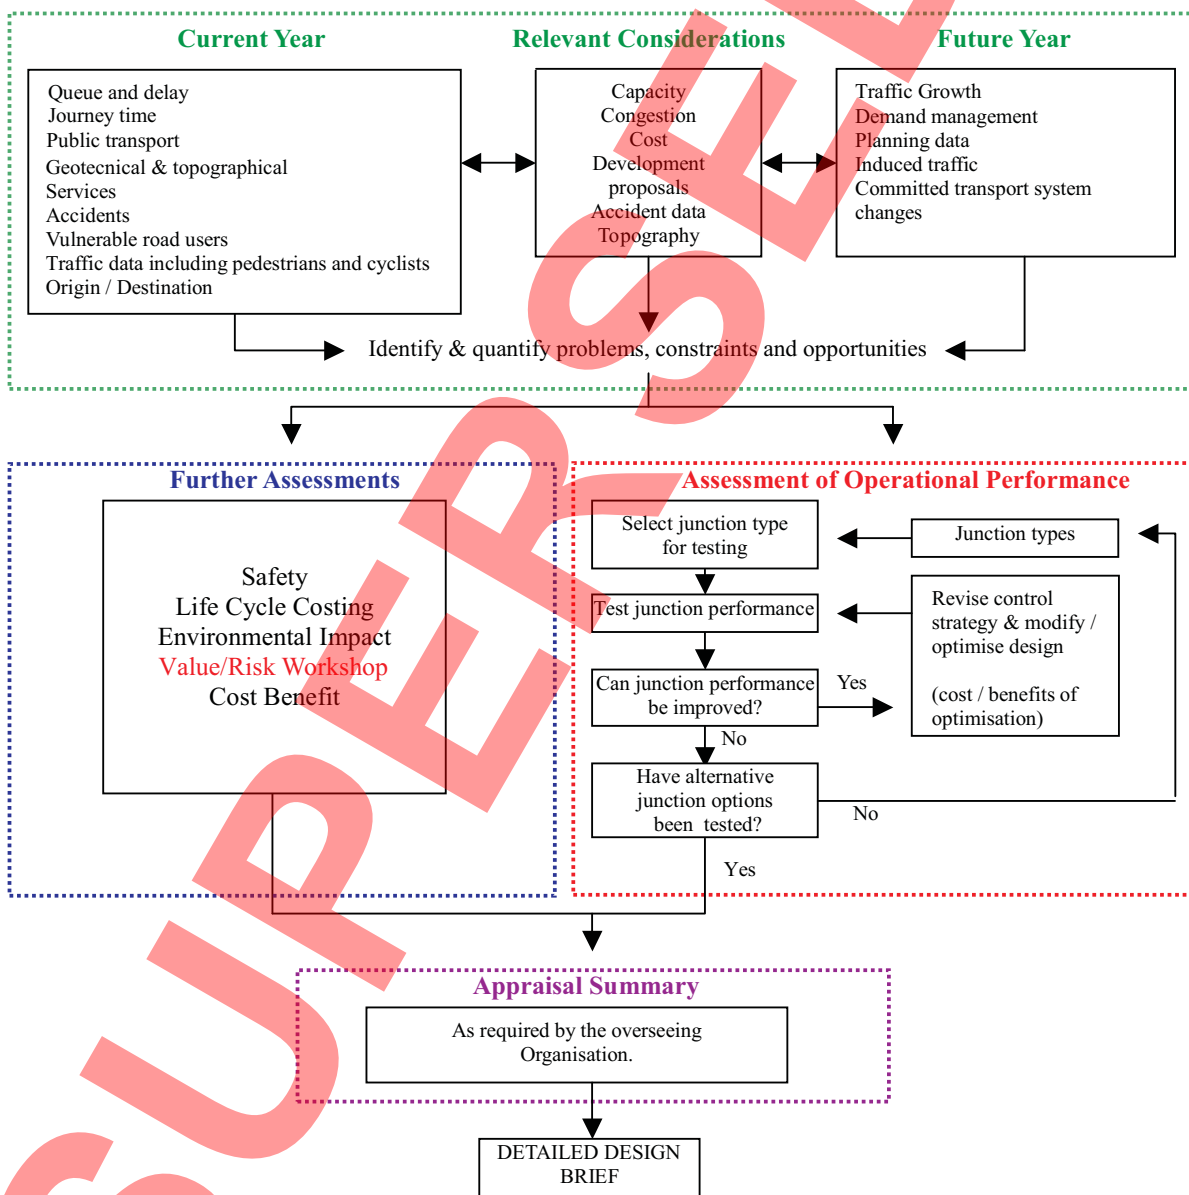 Current Year
Queue and delay
Journey time
Public transport
Geotecnical & topographical
Services
Accidents
Vulnerable road users
Traffic data including pedestrians and cyclists
Origin / Destination
Relevant Considerations
Capacity
Congestion
Cost
Development
proposals
Accident data
Topography
Future Year
Traffic Growth
Demand management
Planning data
Induced traffic
Committed transport system
changes
Identify & quantify problems, constraints and opportunities
Further Assessments
Safety
Life Cycle Costing
Environmental Impact
Value/Risk Workshop
Cost Benefit
Assessment of Operational Performance
Select junction type
for testing
Junction types
Test junction performance
Revise control
strategy & modify /
optimise design
(cost / benefits of
optimisation)
Can junction performance
be improved?
Yes
No
Have alternative
junction options
been tested?
No
Yes
Appraisal Summary
As required by the overseeing
Organisation.
DETAILED DESIGN
BRIEF
SUPERSE